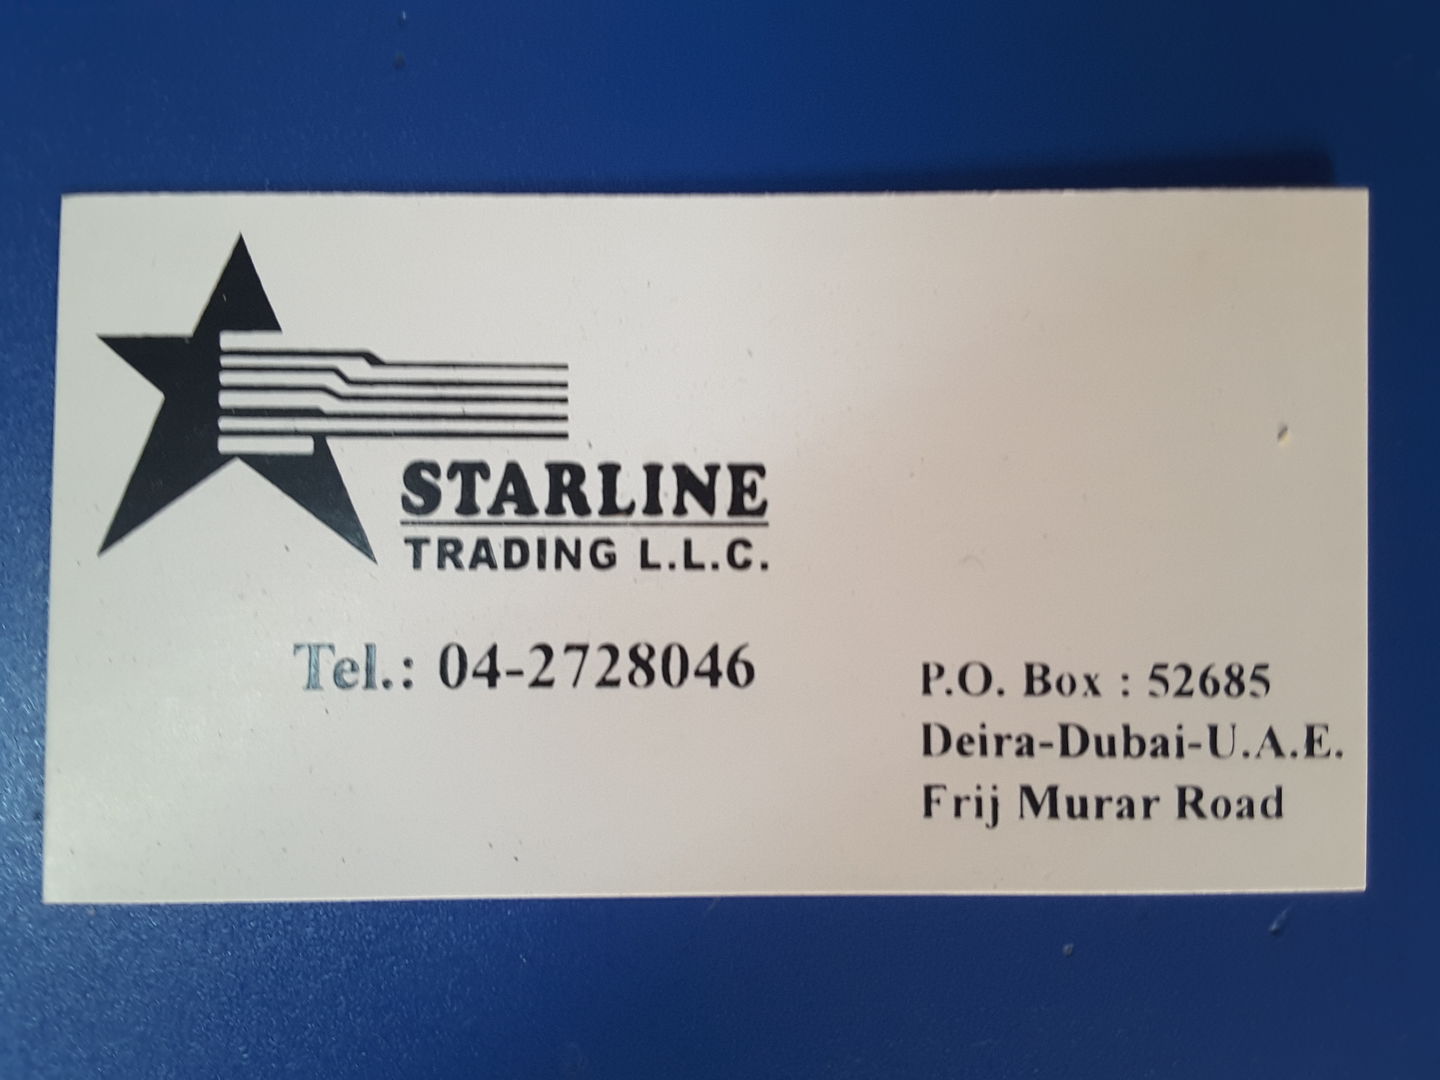 STARLINE
TRADING L.L.C.
Tel.: 04-2728046
P.O. Box : 52685
Deira-Dubai-U.A.E.
Frij Murar Road